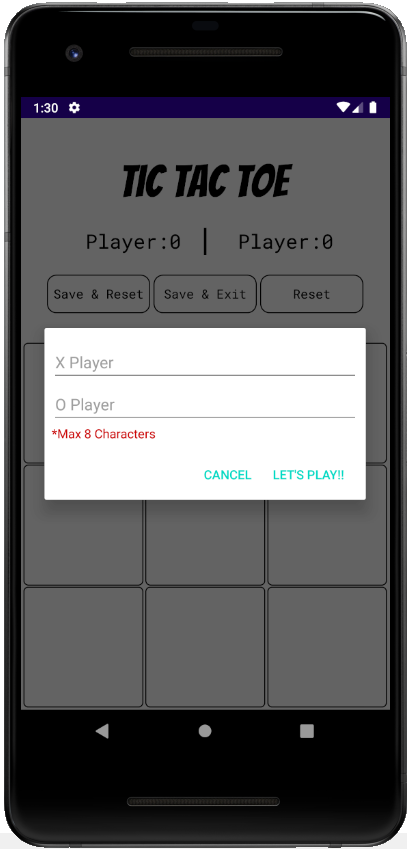 1:30
TIC TAC TOE
Player:0 | Player:0
Save & Reset Save & Exit Reset
X Player
O Player
*Max 8 Characters
CANCEL LET'S PLAY!!